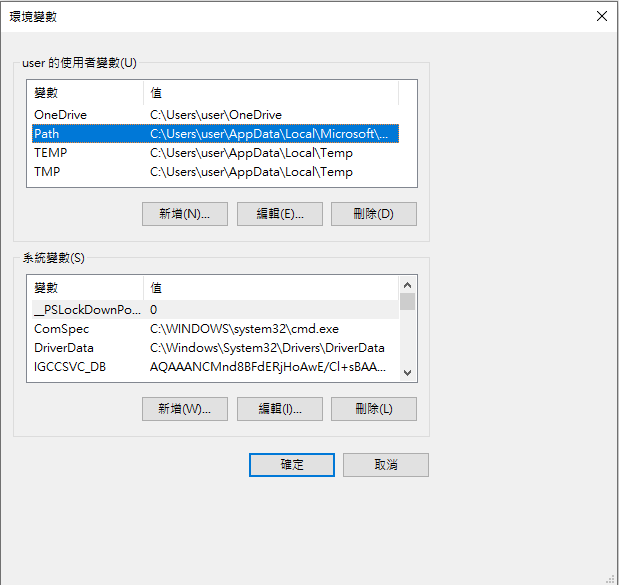 環境變數
user 的使用者變數(U)
變數 值
OneDrive C:\Users\user\OneDrive
Path C:\Users\user\AppData\Local\Microsoft\...
TEMP C:\Users\user\AppData\Local\Temp
TMP C:\Users\user\AppData\Local\Temp
新增(N)... 編輯(E)... 刪除(D)
系統變數(S)
變數 值
__PSLockDownPo... 0
ComSpec C:\WINDOWS\system32\cmd.exe
DriverData C:\Windows\System32\Drivers\DriverData
IGCCSVC_DB AQAAANCMnd8BFdERjHoAwE/Cl+sBAA...
新增(W)... 編輯(I)... 刪除(L)
確定 取消